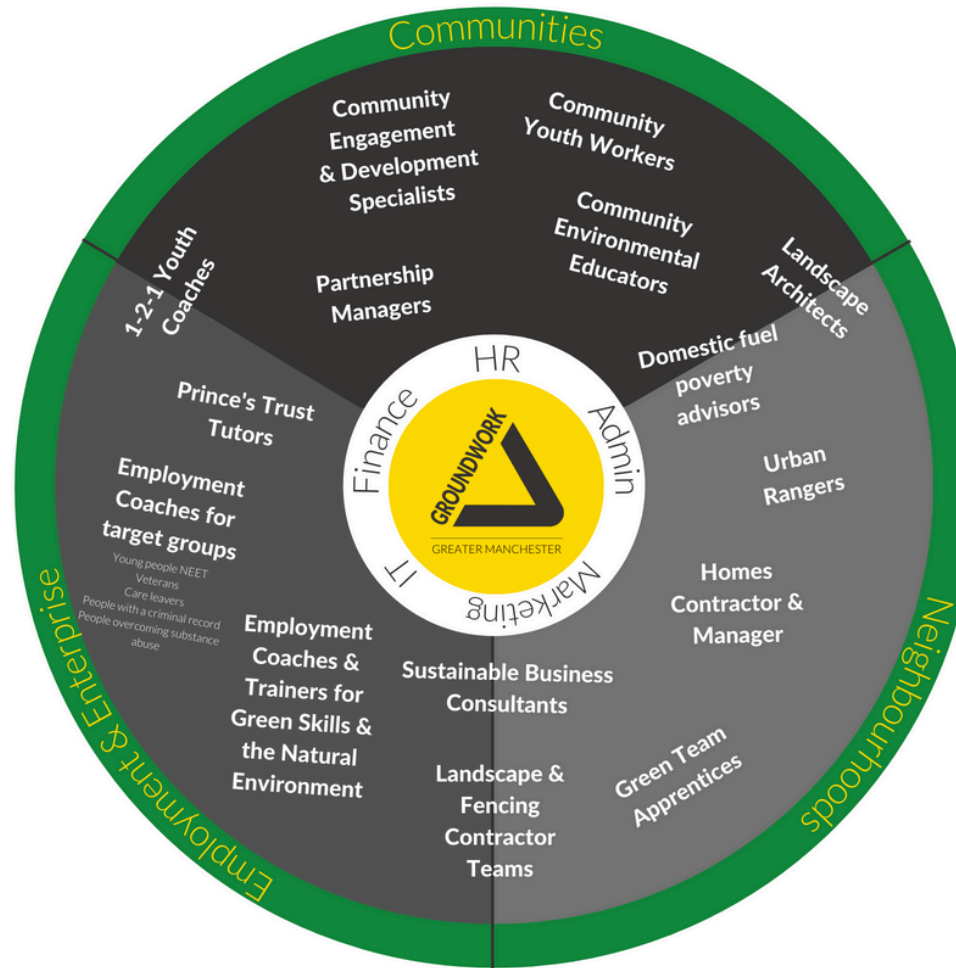 Communities
Community
Engagement
& Development
Specialists
Community
Youth Workers
Community
Environmental
Educators
Partnership
Managers
1-2-1 Youth
Coaches
Landscape
Architects
Domestic fuel
poverty
advisors
Urban
Rangers
Homes
Contractor &
Manager
Green Team
Apprentices
Neighbourhoods
Sustainable Business
Consultants
Landscape &
Fencing
Contractor
Teams
Prince's Trust
Tutors
Employment
Coaches for
target groups
Young people NEET
Veterans
Care leavers
People with a criminal record
People overcoming substance
abuse
Employment
Coaches &
Trainers for
Green Skills &
the Natural
Environment
Employment & Enterprise
HR
Admin
Marketing
IT
Finance
GROUNDWORK
GREATER MANCHESTER